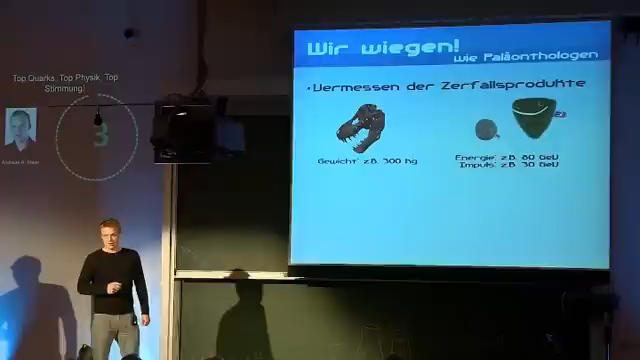 Top Quarks, Top Physik, Top
Stimmung!
3
Wir wiegen!
wie Paläonthologen
•Vermessen der Zerfallsprodukte
Gewicht: z.B. 300 kg
Energie: z.B. 80 GeV
Impuls: z.B. 30 GeV